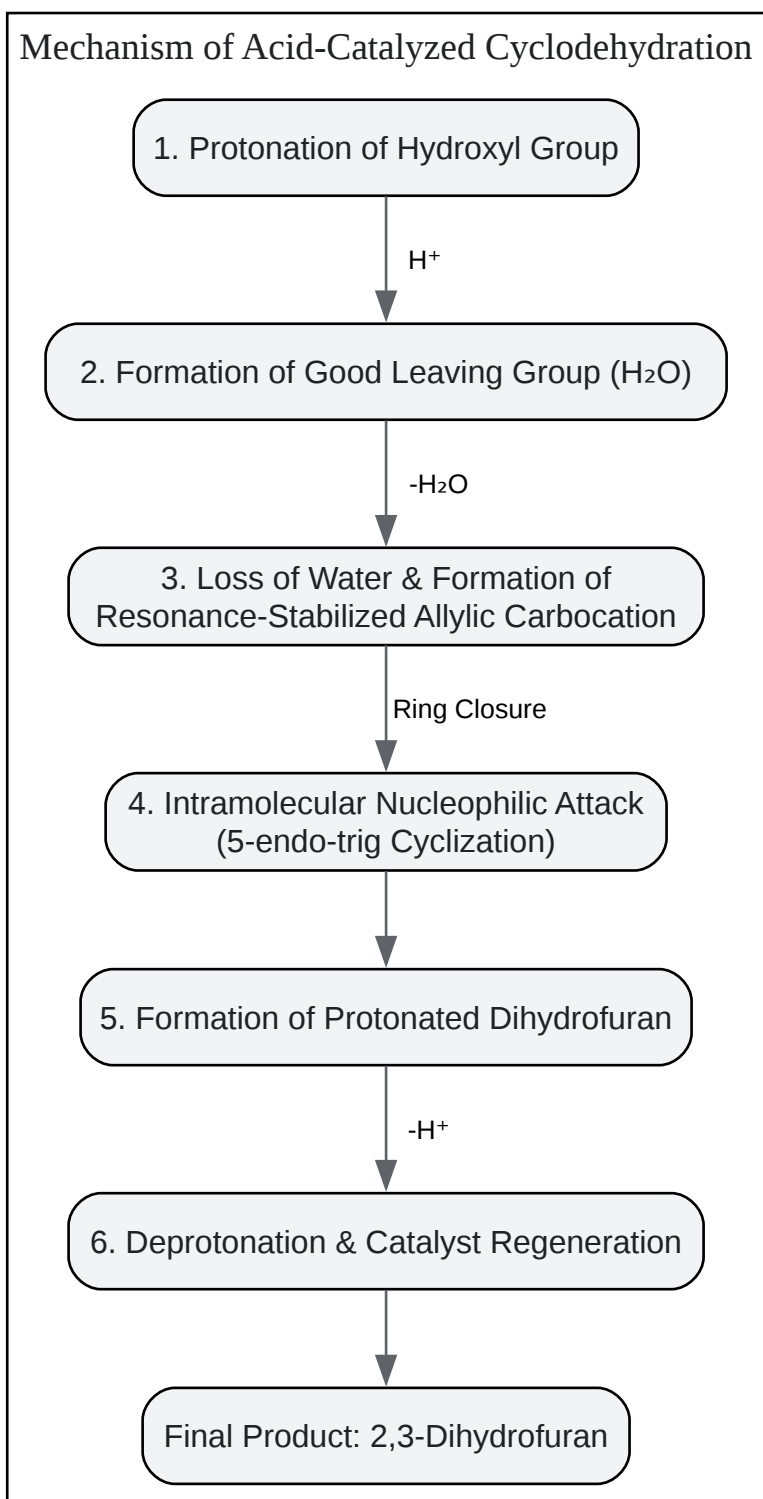 Mechanism of Acid-Catalyzed Cyclodehydration
1. Protonation of Hydroxyl Group
H⁺
2. Formation of Good Leaving Group (H₂O)
-H₂O
3. Loss of Water & Formation of
Resonance-Stabilized Allylic Carbocation
Ring Closure
4. Intramolecular Nucleophilic Attack
(5-endo-trig Cyclization)
5. Formation of Protonated Dihydrofuran
-H⁺
6. Deprotonation & Catalyst Regeneration
Final Product: 2,3-Dihydrofuran